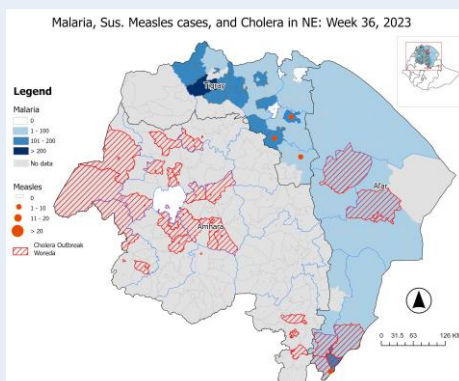 Malaria, Sus. Measles cases, and Cholera in NE: Week 36, 2023
Legend
Malaria
0
1 - 100
101 - 200
> 200
No data
Measles
0
1 - 10
11 - 20
> 20
Cholera Outbreak
Woreda
Tigray
Afar
Amhara
0 31.5 63 126 KM